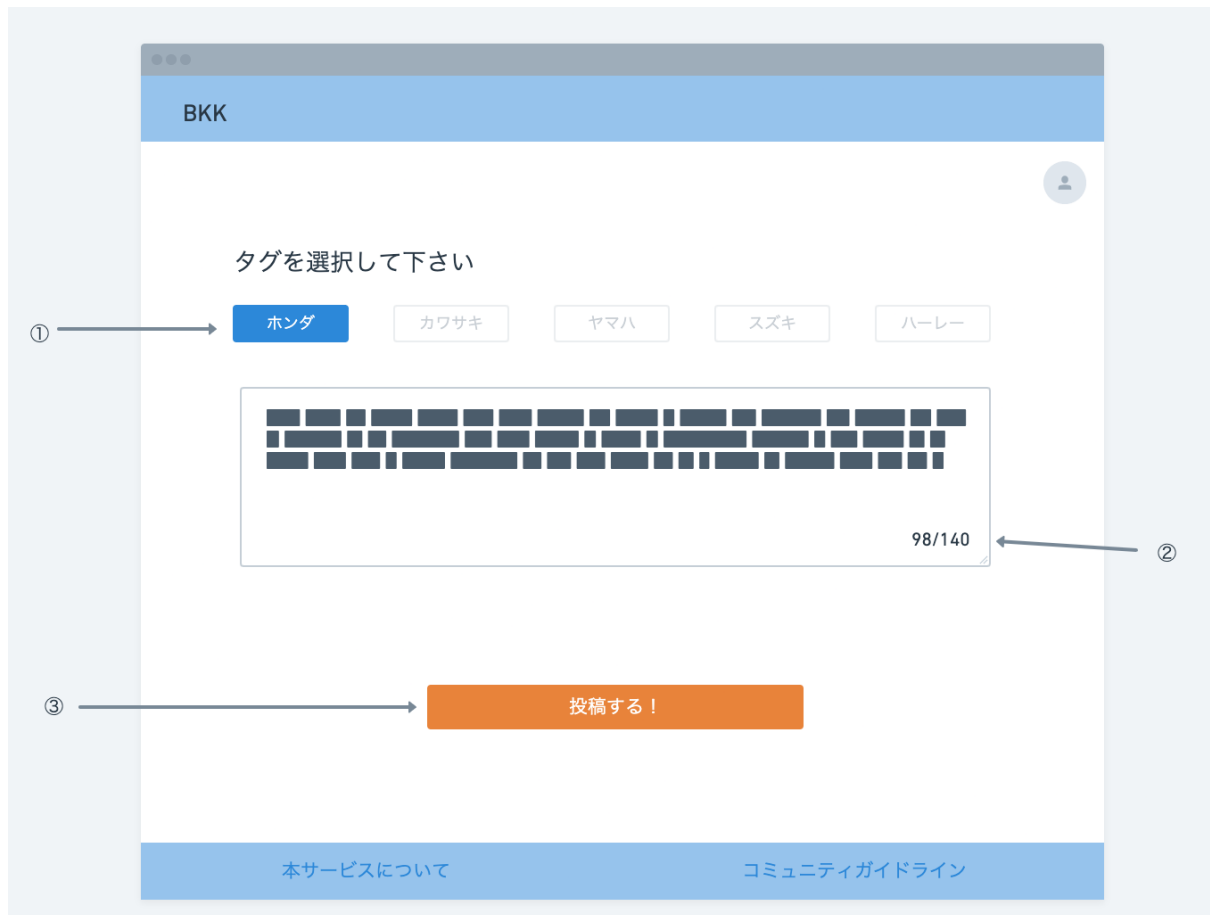 BKK
タグを選択して下さい
① ホンダ カワサキ ヤマハ スズキ ハーレー
98/140 ②
③ 投稿する！
本サービスについて コミュニティガイドライン